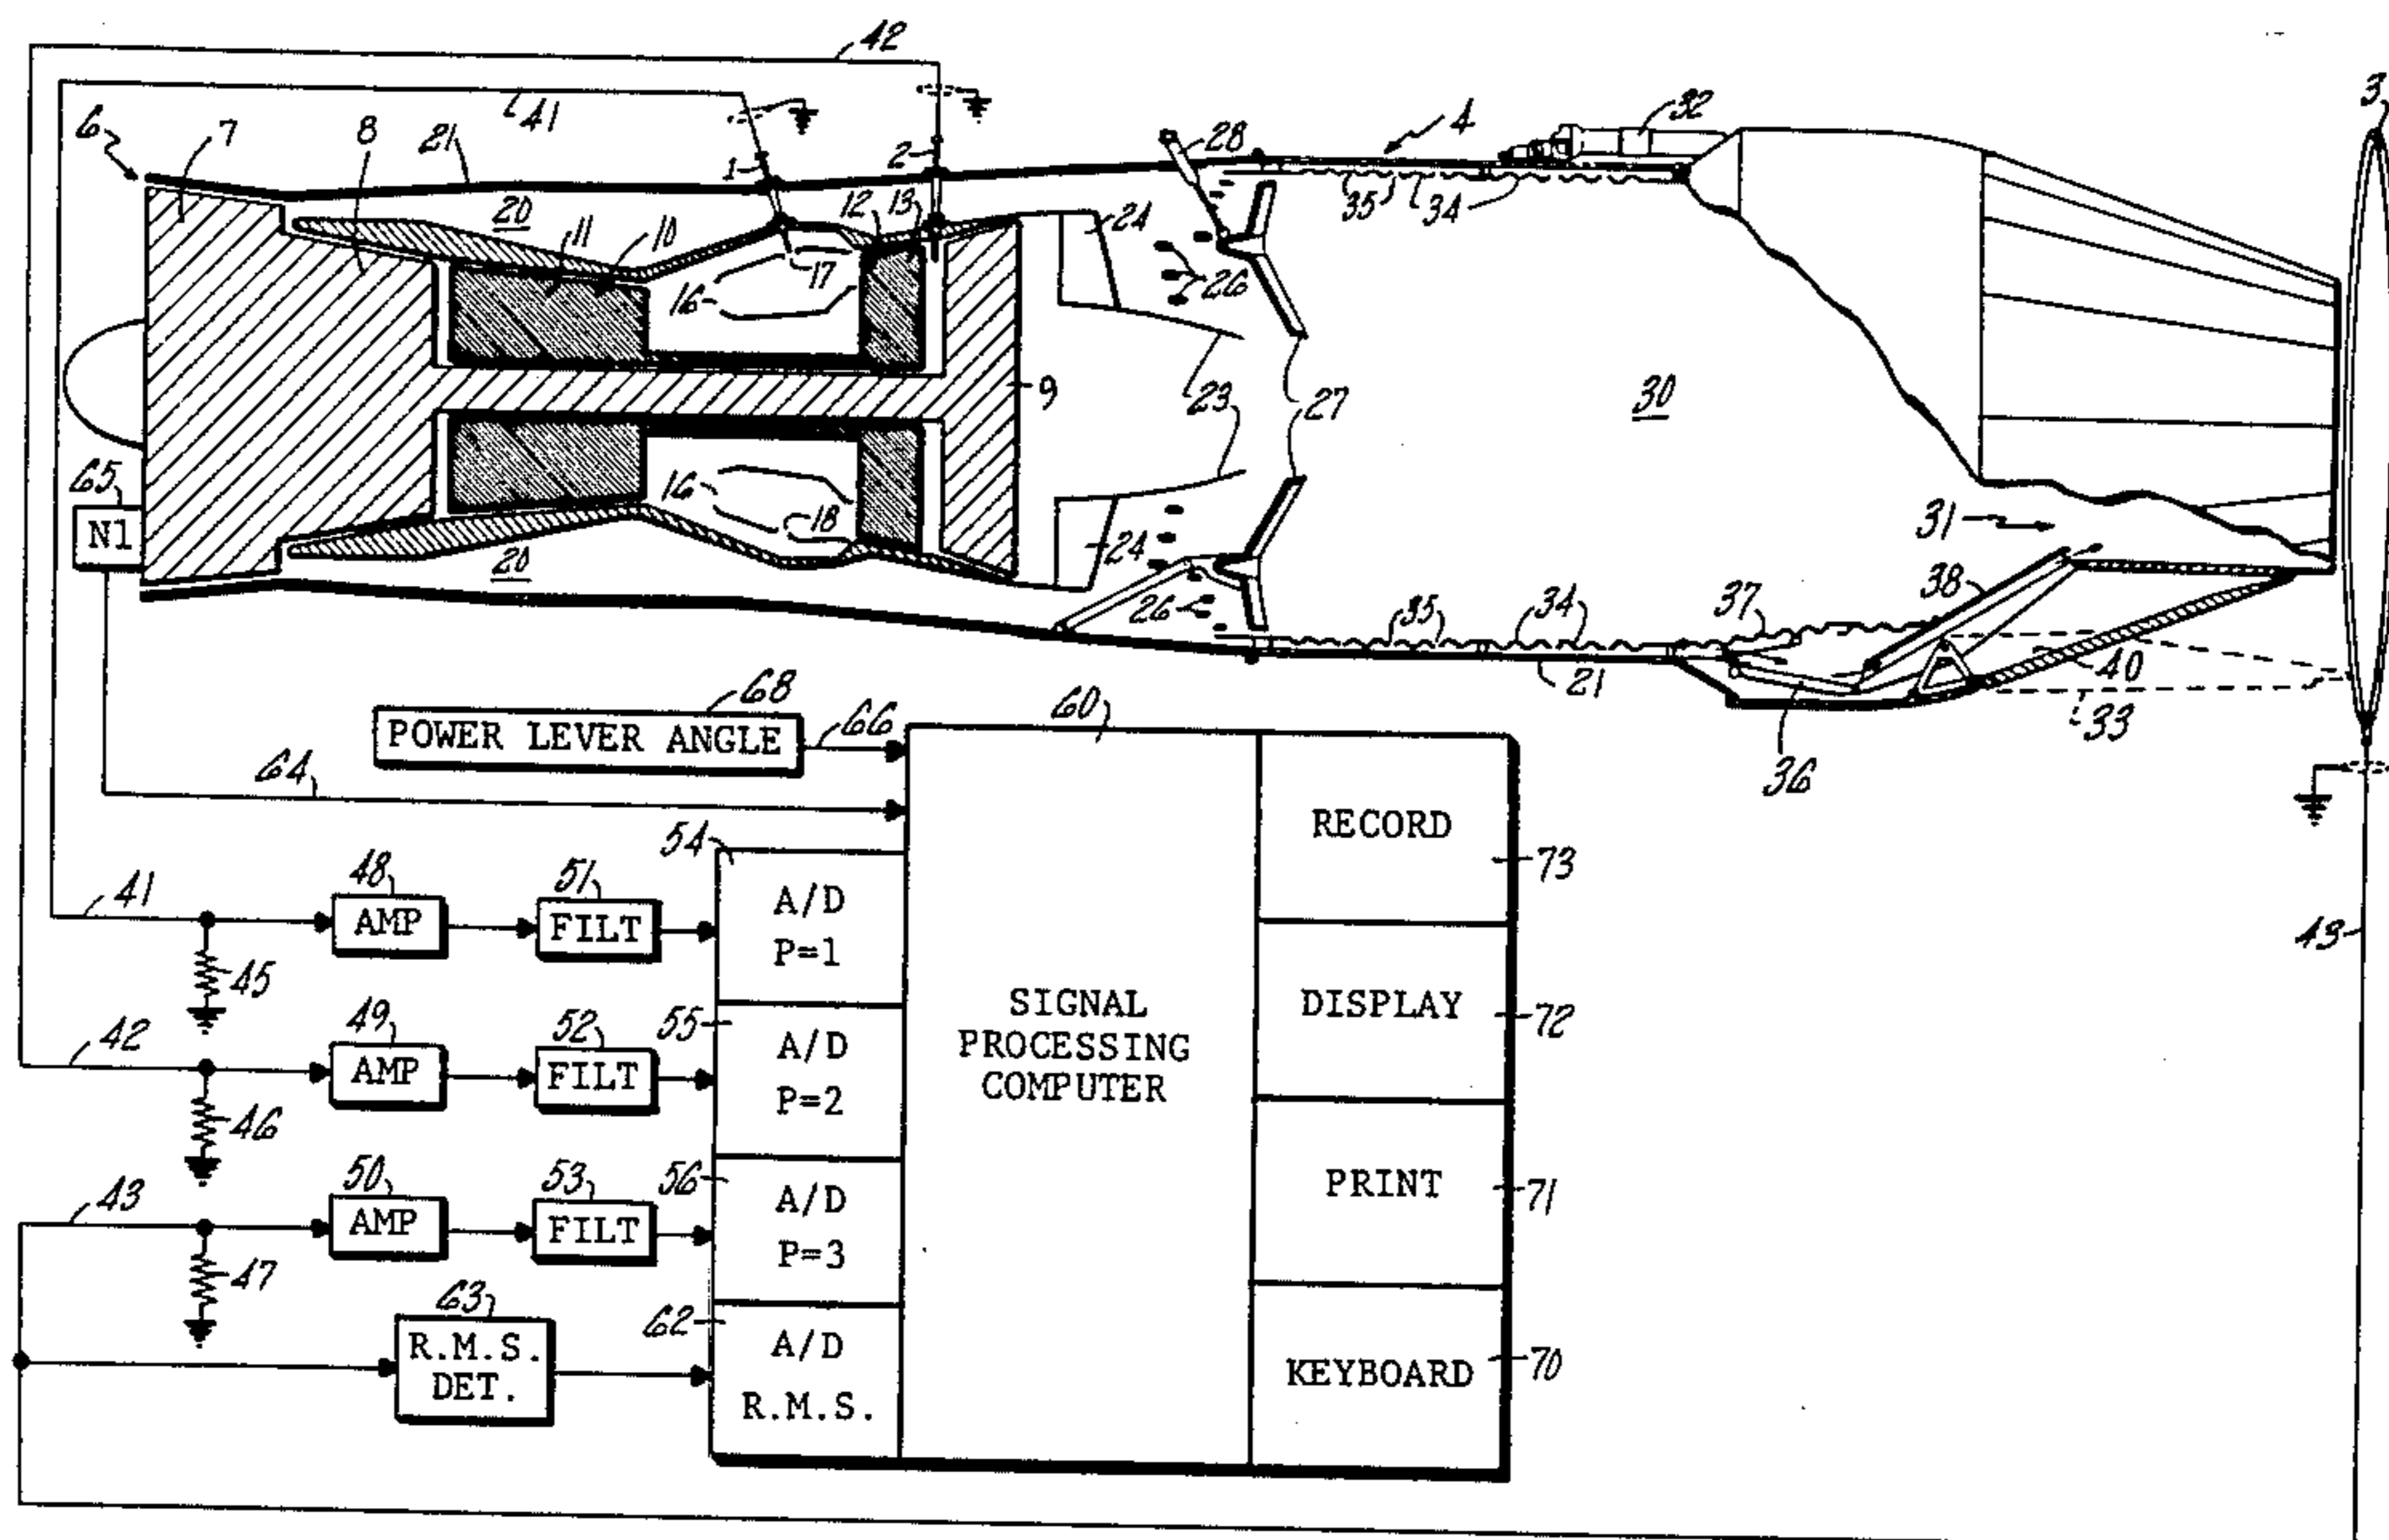 42
41
6
7
8
21
1
2
28
4
32
3
20
11
10
12
13
17
16
24
26
35
34
23
9
27
30
23
65
N1
16
18
24
20
26
35
34
37
38
31
21
36
40
33
68
POWER LEVER ANGLE
66
60
64
RECORD
73
54
41
48
AMP
51
FILT
A/D
P=1
45
43
42
49
AMP
52
FILT
55
A/D
P=2
SIGNAL
PROCESSING
COMPUTER
DISPLAY
72
46
43
50
AMP
53
FILT
56
A/D
P=3
PRINT
71
47
63
R.M.S.
DET.
62
A/D
R.M.S.
KEYBOARD
70